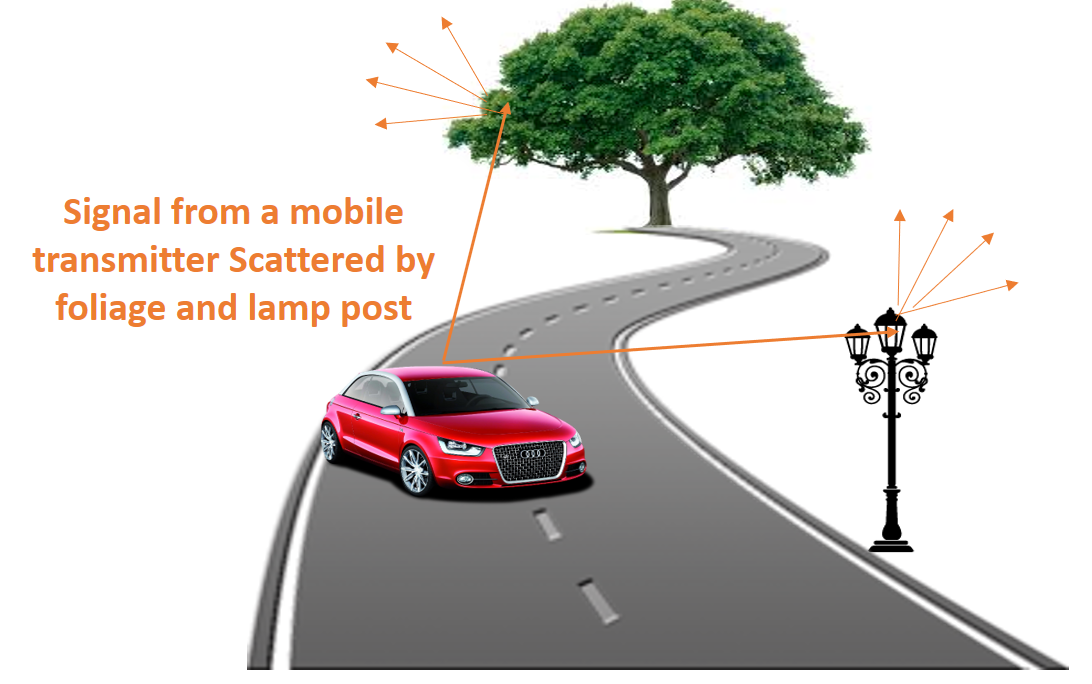 Signal from a mobile
transmitter Scattered by
foliage and lamp post